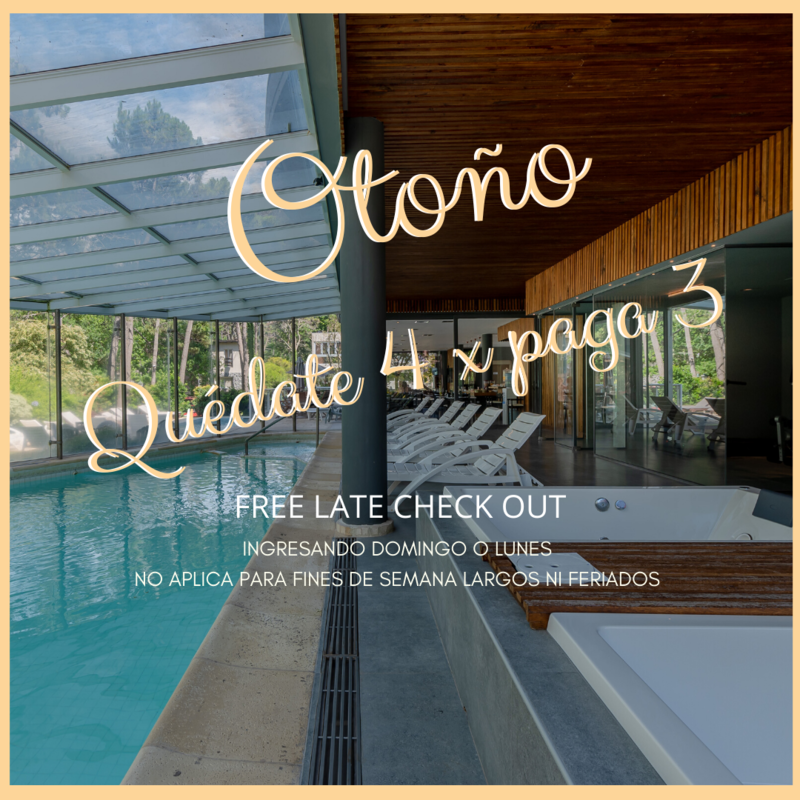 Otoño
Quédate 4 x paga 3
FREE LATE CHECK OUT
INGRESANDO DOMINGO O LUNES
NO APLICA PARA FINES DE SEMANA LARGOS NI FERIADOS